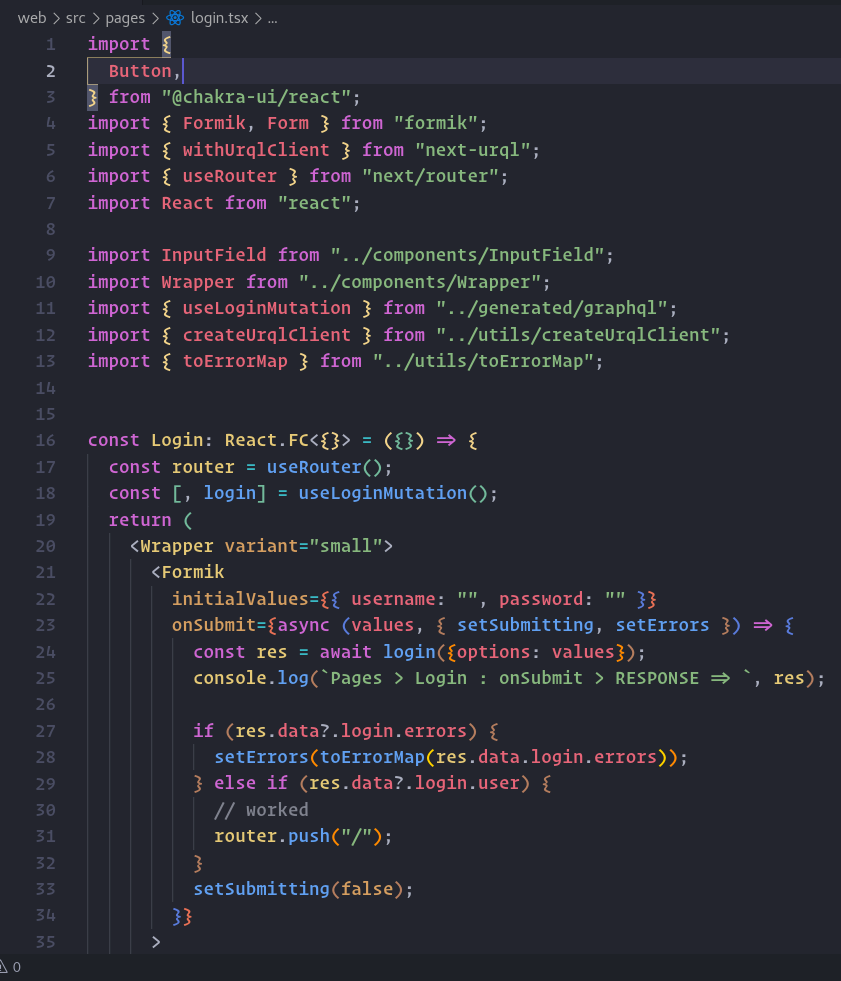 web > src > pages > login.tsx > ...
1 import {
2   Button,
3 } from "@chakra-ui/react";
4 import { Formik, Form } from "formik";
5 import { withUrqlClient } from "next-urql";
6 import { useRouter } from "next/router";
7 import React from "react";
8
9 import InputField from "../components/InputField";
10 import Wrapper from "../components/Wrapper";
11 import { useLoginMutation } from "../generated/graphql";
12 import { createUrqlClient } from "../utils/createUrqlClient";
13 import { toErrorMap } from "../utils/toErrorMap";
14
15
16 const Login: React.FC<{}> = ({}) => {
17   const router = useRouter();
18   const [, login] = useLoginMutation();
19   return (
20     <Wrapper variant="small">
21       <Formik
22         initialValues={{ username: "", password: "" }}
23         onSubmit={async (values, { setSubmitting, setErrors }) => {
24           const res = await login({options: values});
25           console.log(`Pages > Login : onSubmit > RESPONSE => `, res);
26
27           if (res.data?.login.errors) {
28             setErrors(toErrorMap(res.data.login.errors));
29           } else if (res.data?.login.user) {
30             // worked
31             router.push("/");
32           }
33           setSubmitting(false);
34         }}
35       >
0